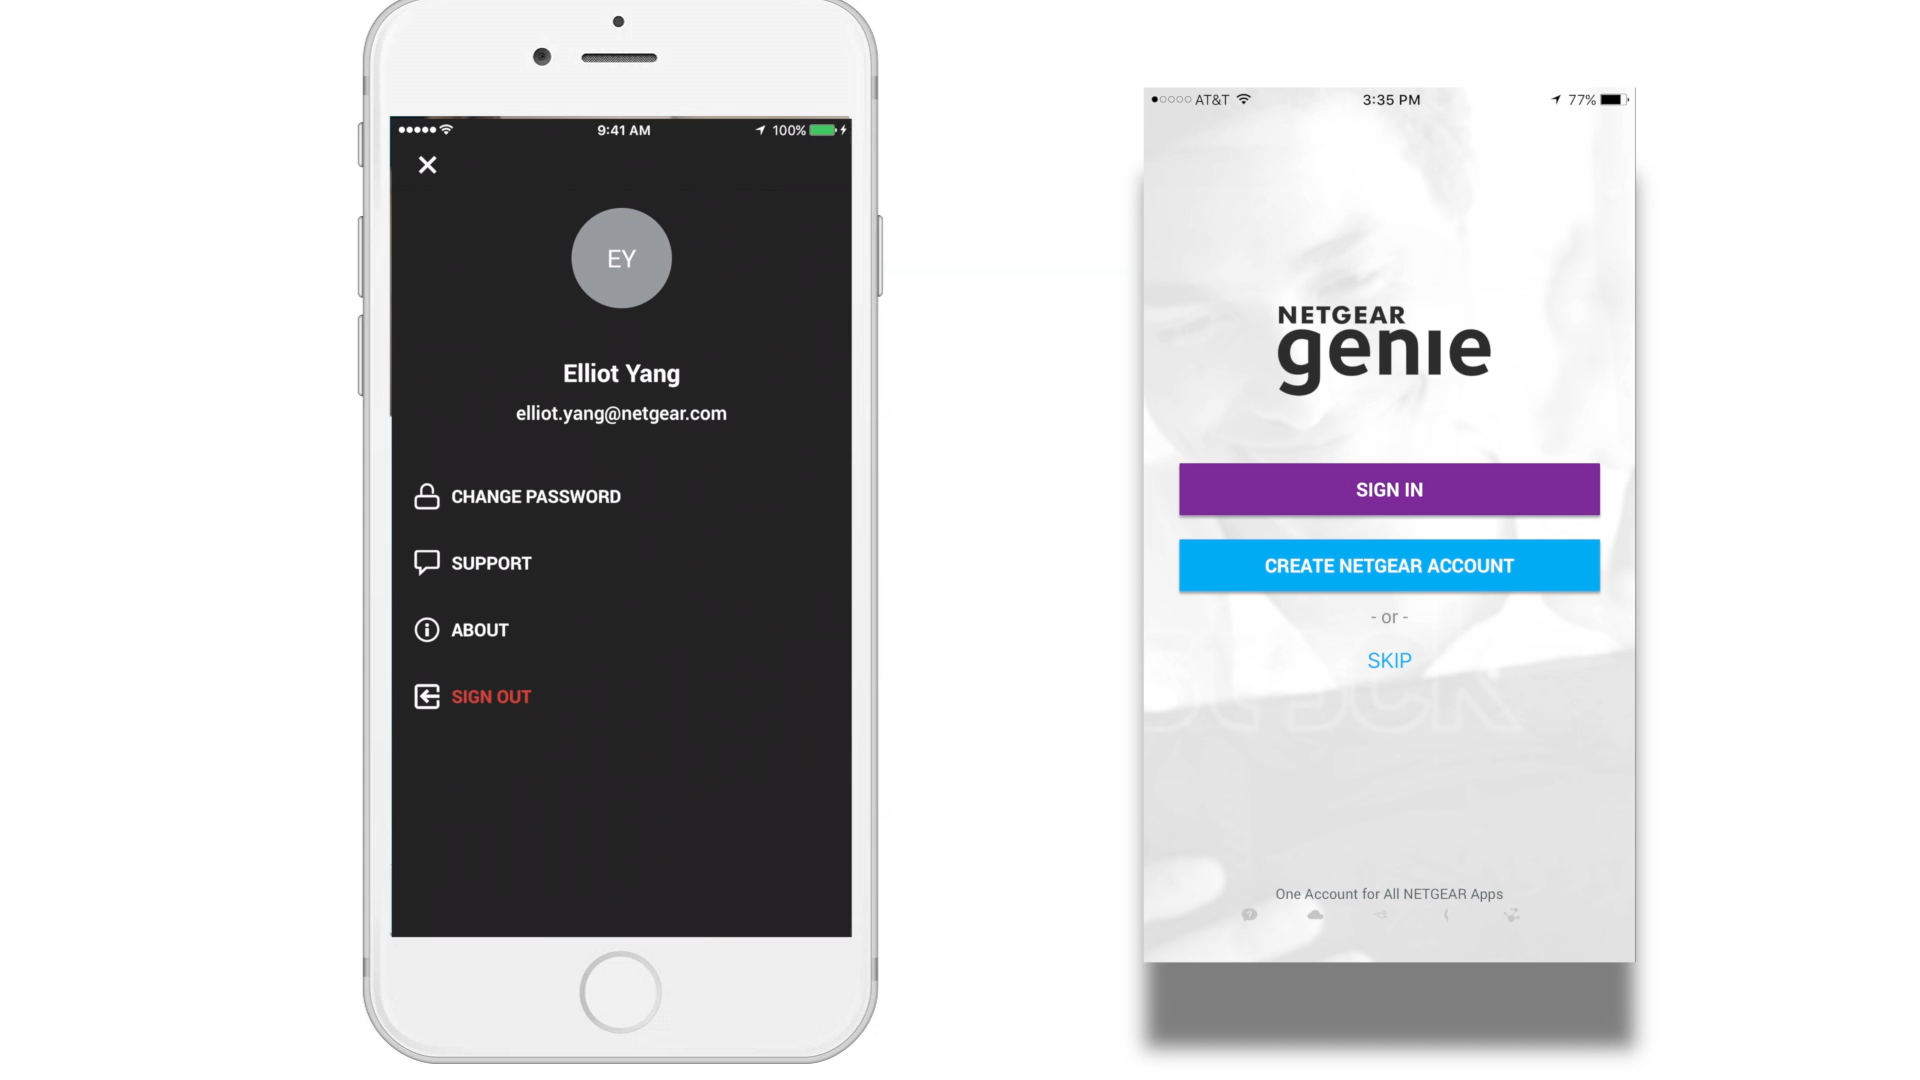 9:41 AM
100%
EY
Elliot Yang
elliot.yang@netgear.com
CHANGE PASSWORD
SUPPORT
ABOUT
SIGN OUT
AT&T
3:35 PM
77%
NETGEAR
genie
SIGN IN
CREATE NETGEAR ACCOUNT
- or -
SKIP
One Account for All NETGEAR Apps